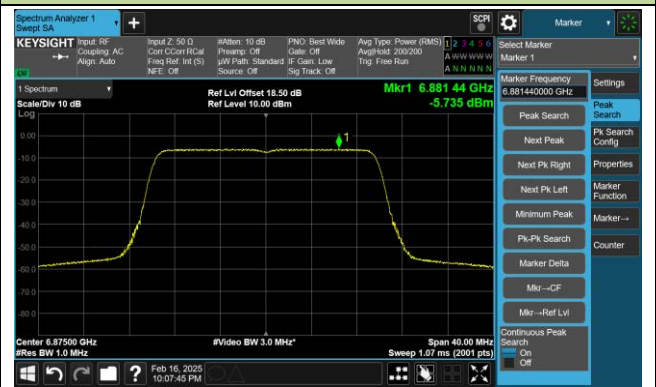 Spectrum Analyzer 1
Swept SA
+
SCPI
Marker
KEYSIGHT
Input: RF
Coupling: AC
Align: Auto
Input Z: 50 Ω
Corr CCorr RCal
Freq Ref: Int (S)
NFE: Off
#Atten: 10 dB
Preamp: Off
µW Path: Standard
Source: Off
PNO: Best Wide
Gate: Off
IF Gain: Low
Sig Track: Off
Avg Type: Power (RMS)
Avg|Hold: 200/200
Trig: Free Run
1 2 3 4 5 6
A W W W W W
A N N N N N
Select Marker
Marker 1
1 Spectrum
Scale/Div 10 dB
Log
Ref Lvl Offset 18.50 dB
Ref Level 10.00 dBm
Mkr1 6.881 44 GHz
-5.735 dBm
0.00
-10.0
-20.0
-30.0
-40.0
-50.0
-60.0
-70.0
-80.0
1
Center 6.87500 GHz
#Res BW 1.0 MHz
#Video BW 3.0 MHz*
Span 40.00 MHz
Sweep 1.07 ms (2001 pts)
Marker Frequency
6.881440000 GHz
Peak Search
Next Peak
Next Pk Right
Next Pk Left
Minimum Peak
Pk-Pk Search
Marker Delta
Mkr→CF
Mkr→Ref Lvl
Continuous Peak
Search
On
Off
Settings
Peak
Search
Pk Search
Config
Properties
Marker
Function
Marker→
Counter
?
Feb 16, 2025
10:07:45 PM